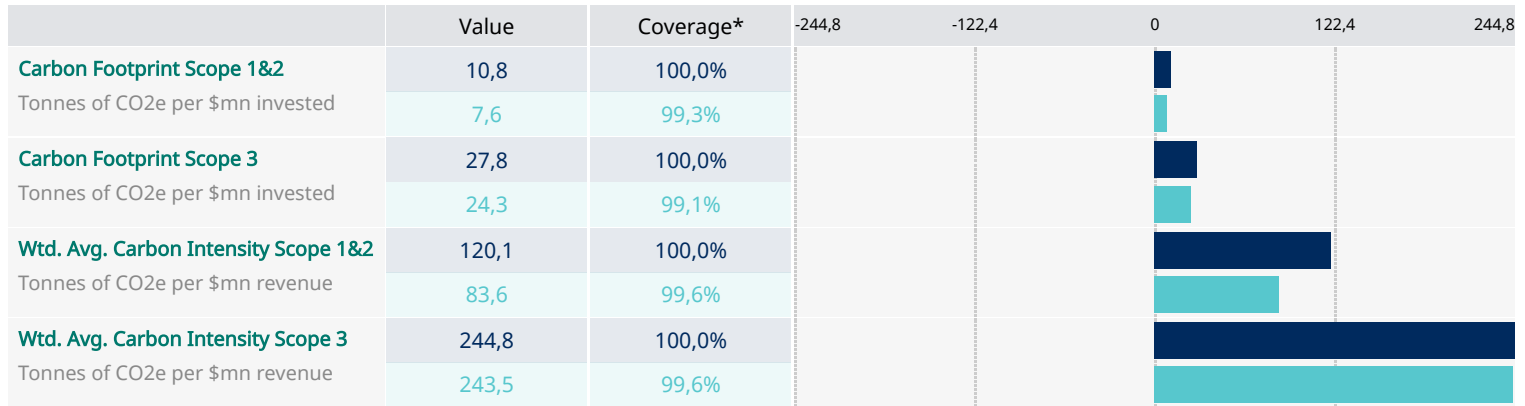 Value Coverage* -244,8 -122,4 0 122,4 244,8
Carbon Footprint Scope 1&2 10,8 100,0%
Tonnes of CO2e per $mn invested 7,6 99,3%
Carbon Footprint Scope 3 27,8 100,0%
Tonnes of CO2e per $mn invested 24,3 99,1%
Wtd. Avg. Carbon Intensity Scope 1&2 120,1 100,0%
Tonnes of CO2e per $mn revenue 83,6 99,6%
Wtd. Avg. Carbon Intensity Scope 3 244,8 100,0%
Tonnes of CO2e per $mn revenue 243,5 99,6%